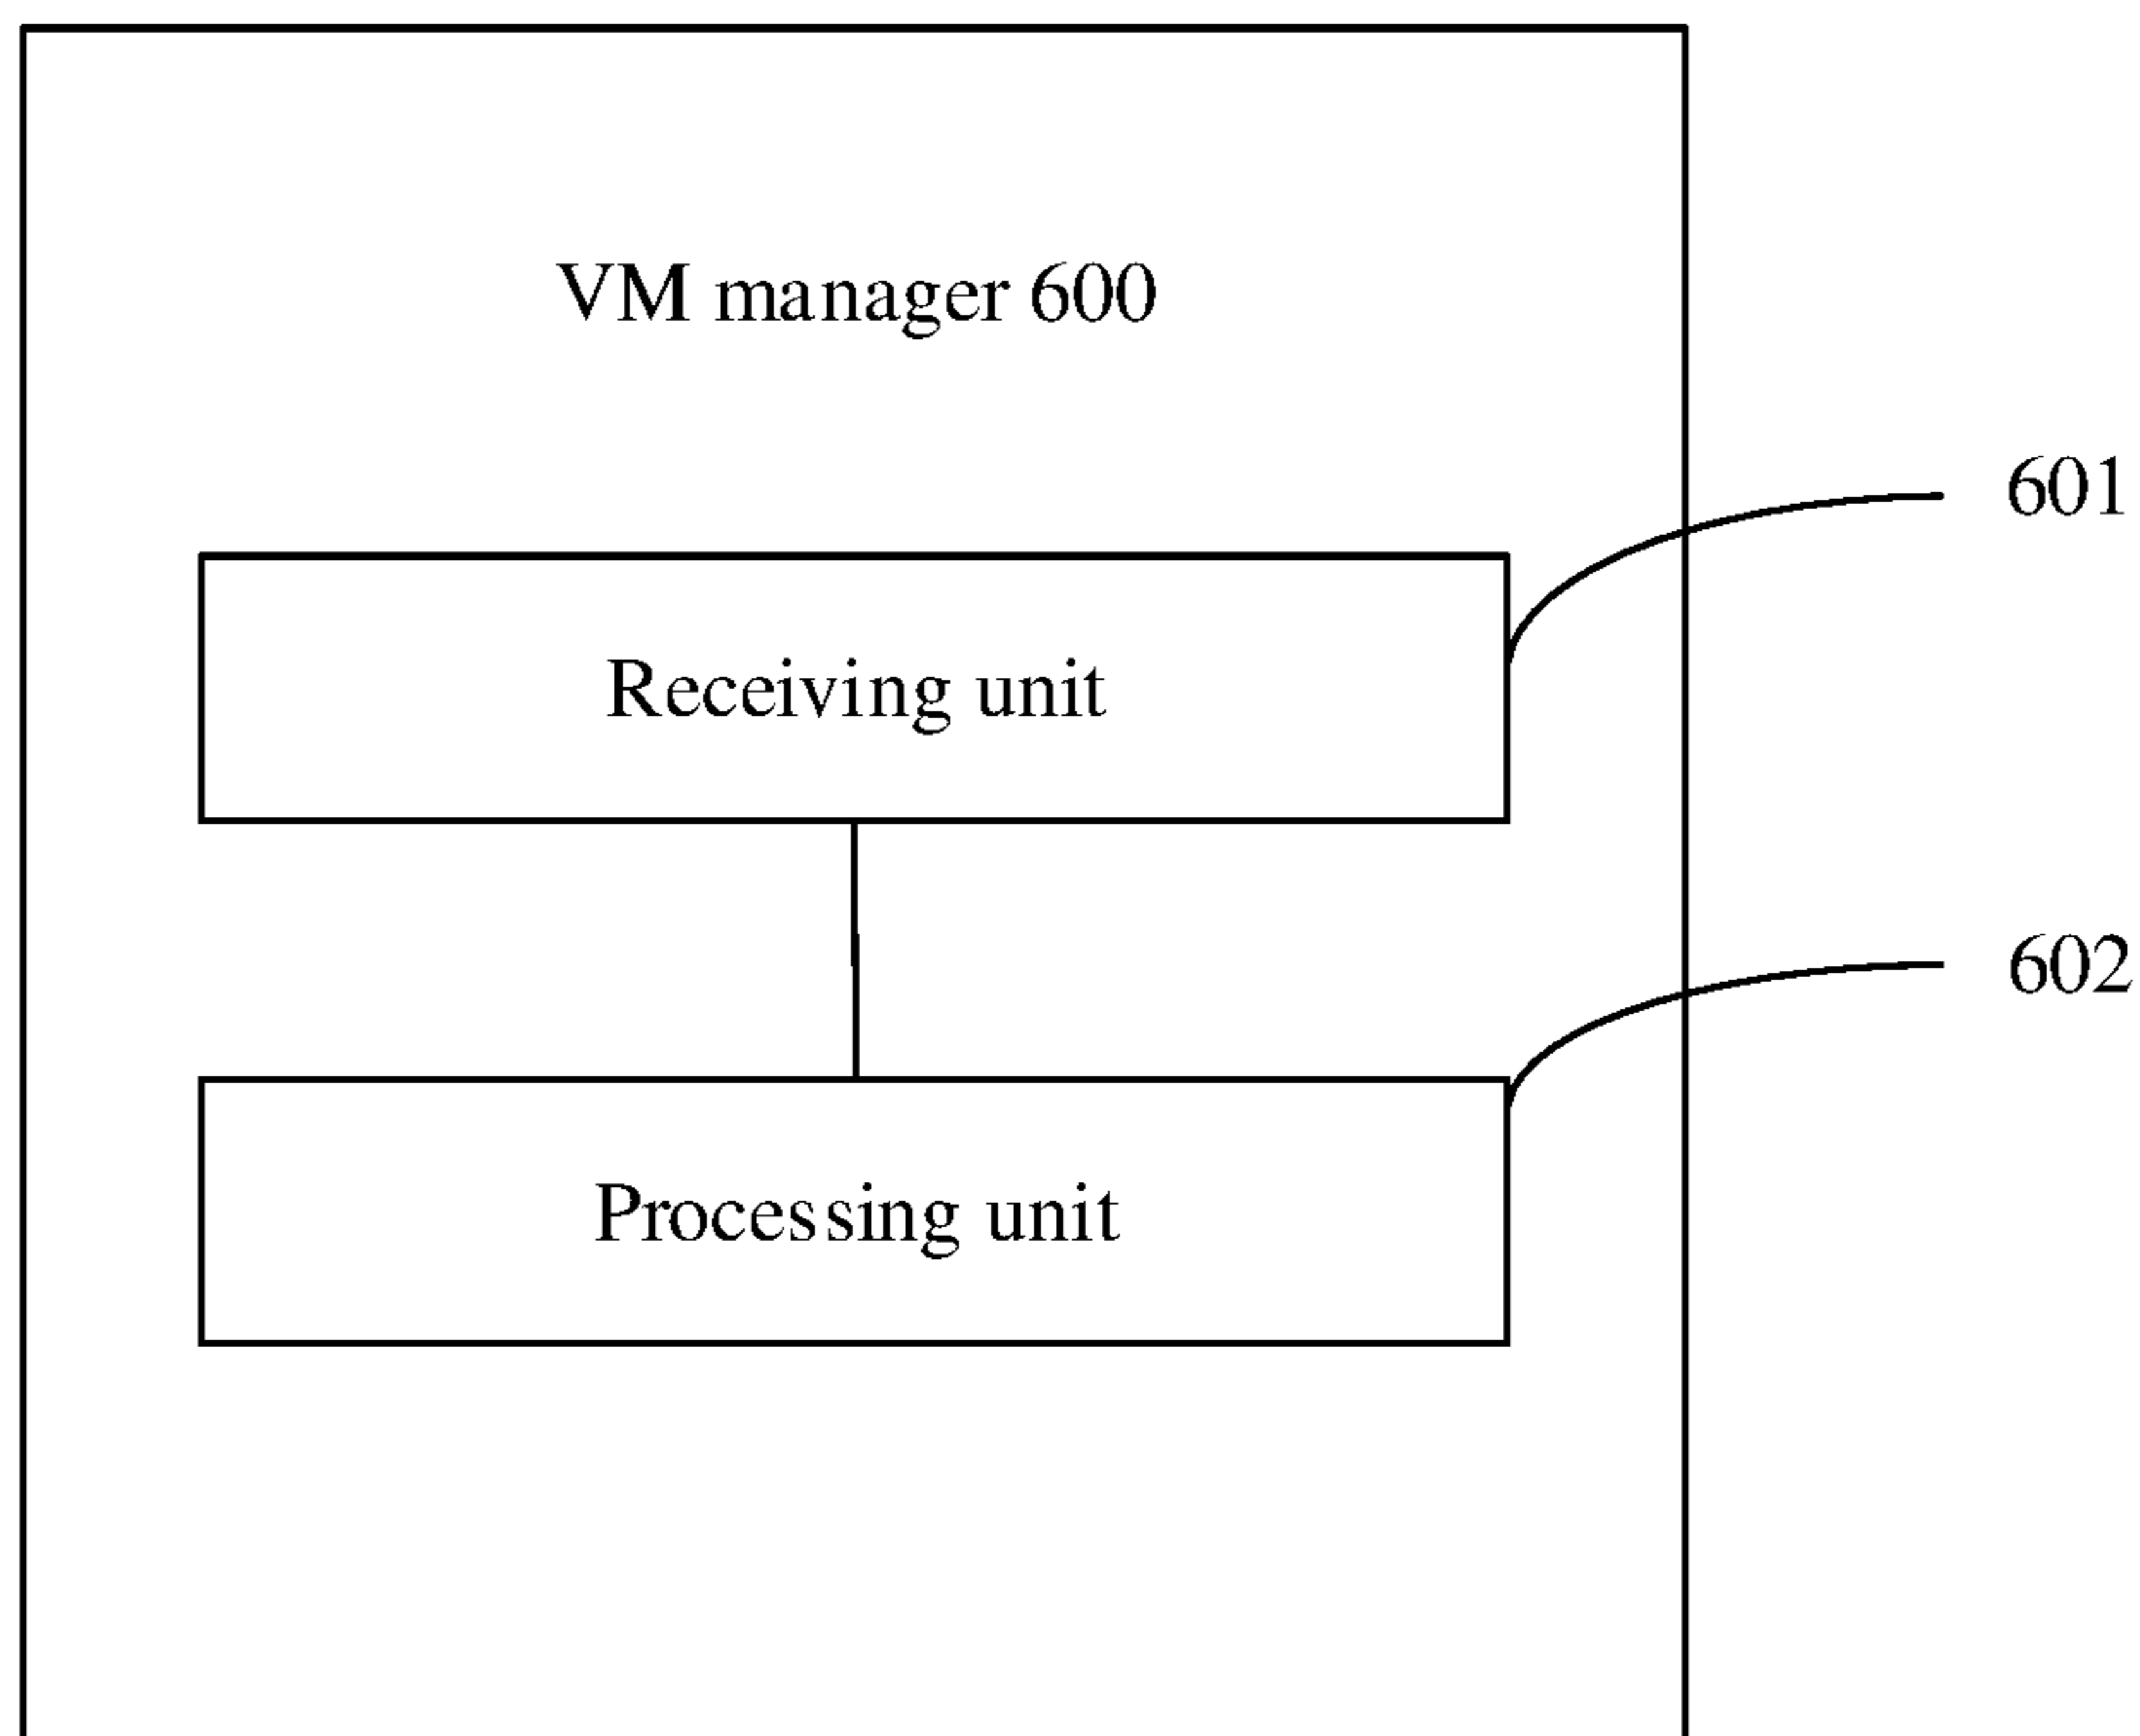 VM manager 600
601
Receiving unit
602
Processing unit